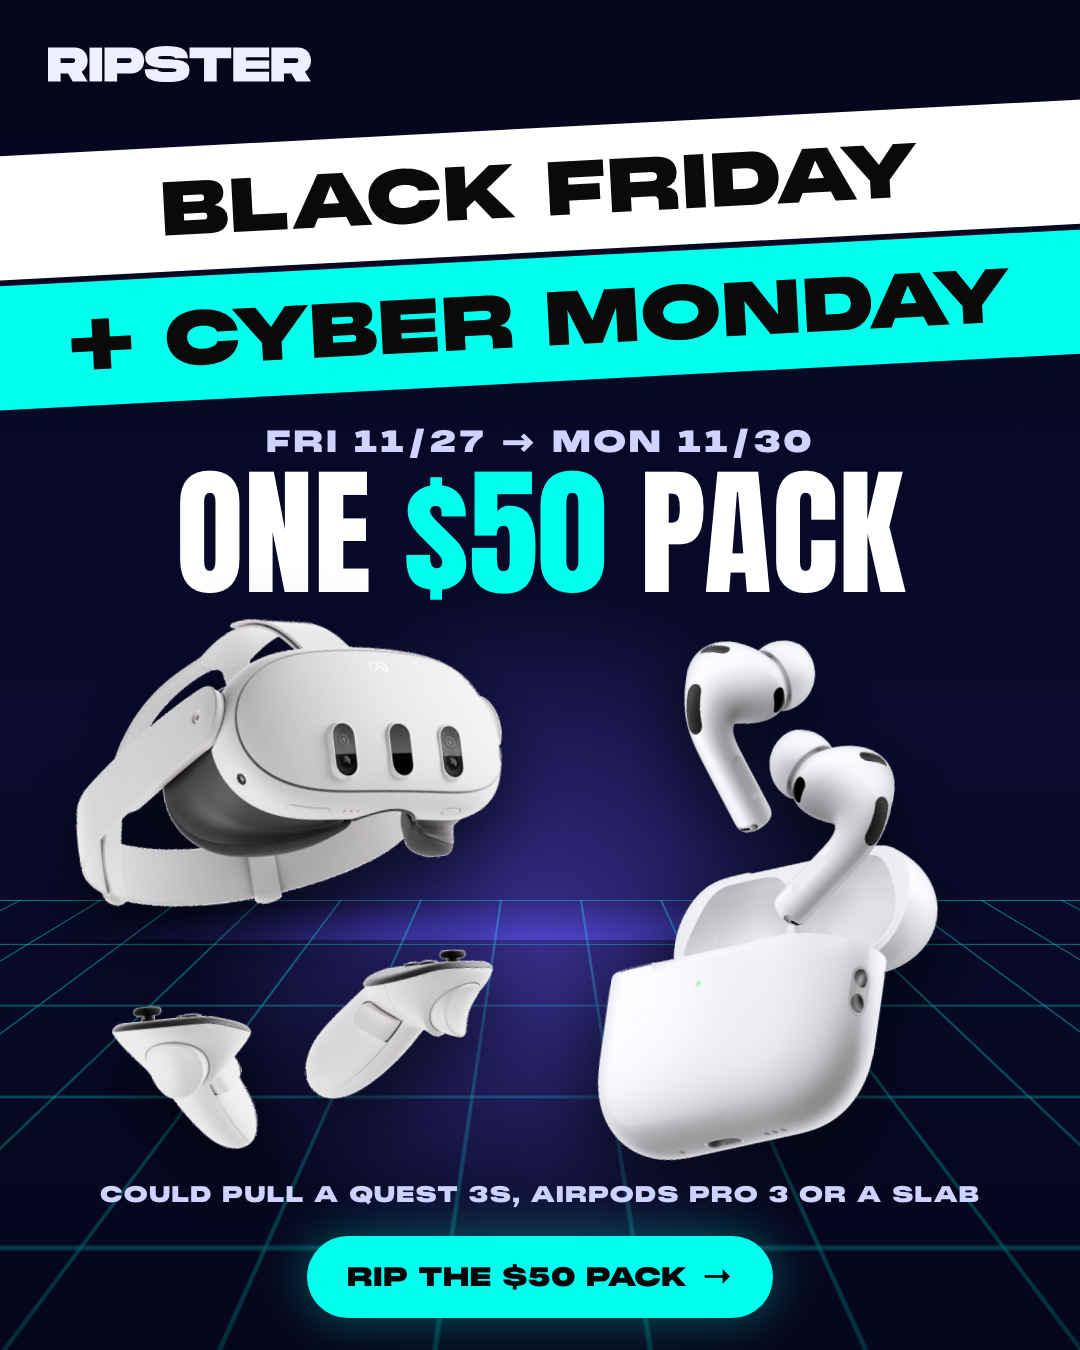 RIPSTER
BLACK FRIDAY
+ CYBER MONDAY
FRI 11/27 → MON 11/30
ONE $50 PACK
COULD PULL A QUEST 3S, AIRPODS PRO 3 OR A SLAB
RIP THE $50 PACK →